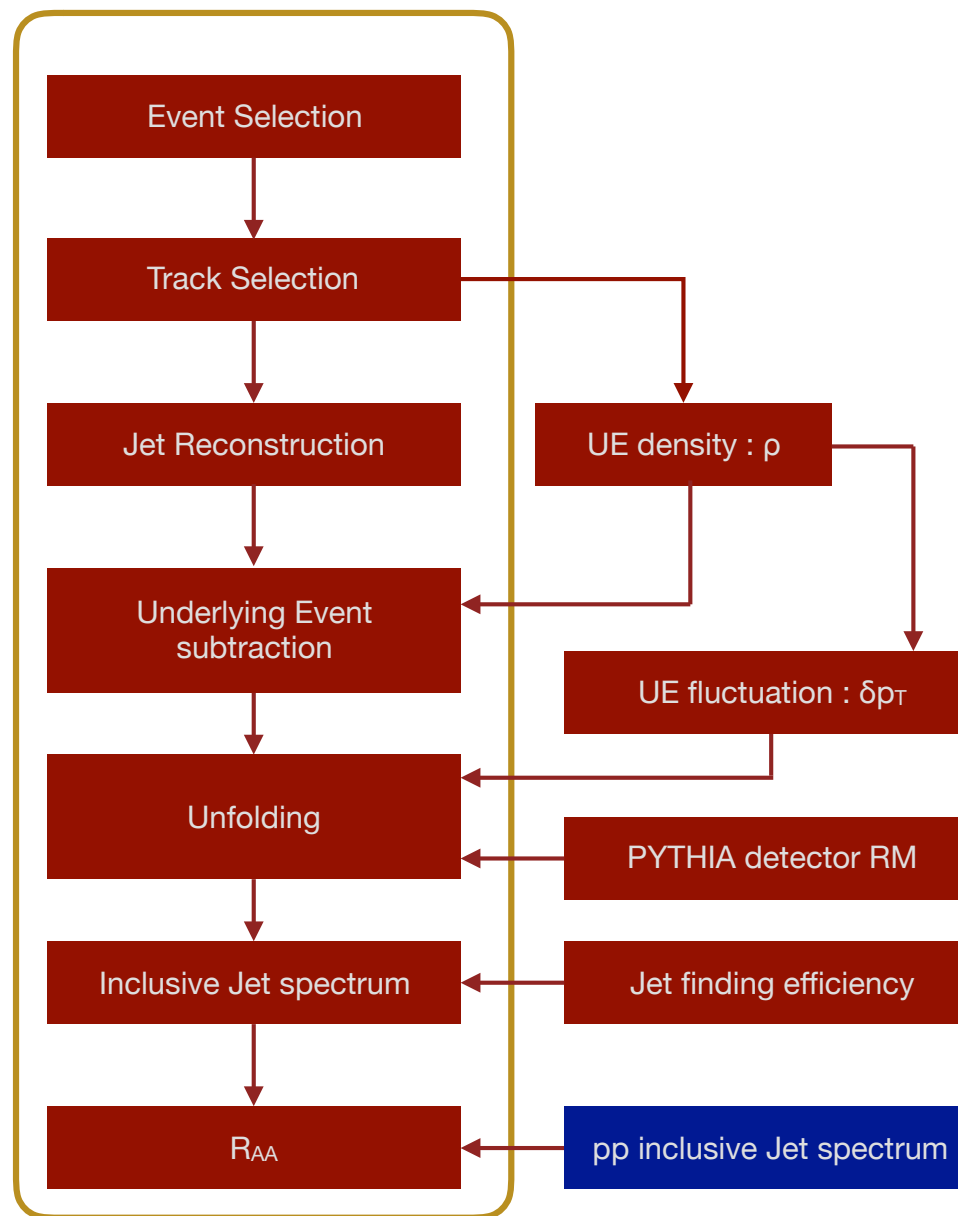 Event Selection
Track Selection
Jet Reconstruction
UE density : ρ
Underlying Event
subtraction
UE fluctuation : δpT
Unfolding
PYTHIA detector RM
Inclusive Jet spectrum
Jet finding efficiency
RAA
pp inclusive Jet spectrum